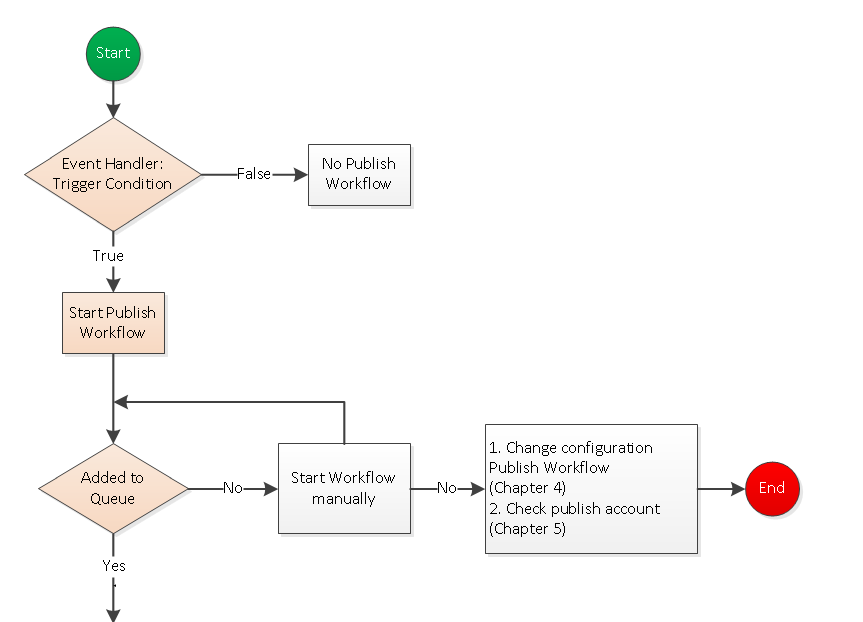 Start
Event Handler:
Trigger Condition
False
No Publish
Workflow
True
Start Publish
Workflow
Added to
Queue
No
Start Workflow
manually
No
1. Change configuration
Publish Workflow
(Chapter 4)
2. Check publish account
(Chapter 5)
End
Yes